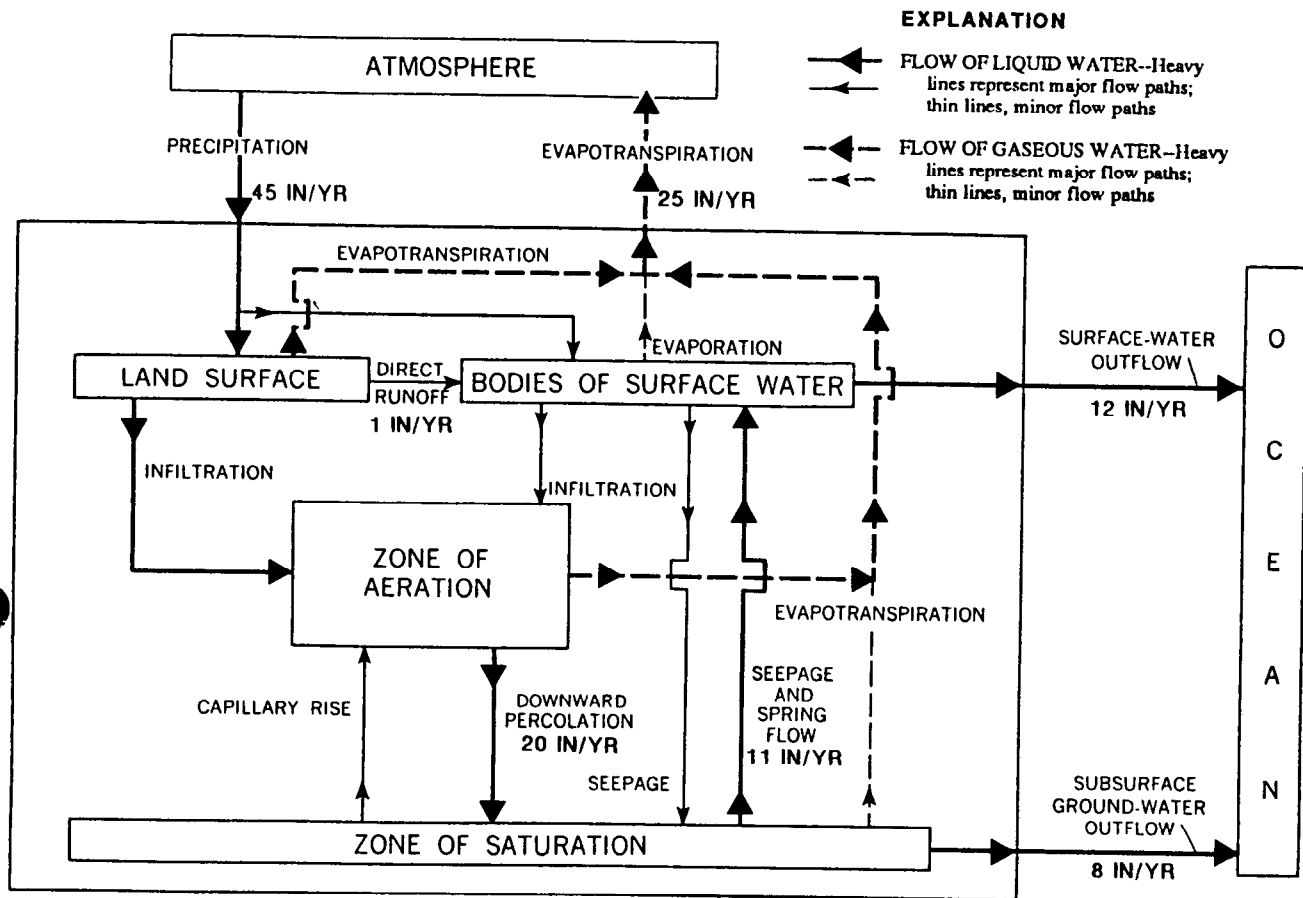 EXPLANATION
FLOW OF LIQUID WATER--Heavy
lines represent major flow paths;
thin lines, minor flow paths
FLOW OF GASEOUS WATER--Heavy
lines represent major flow paths;
thin lines, minor flow paths
ATMOSPHERE
PRECIPITATION
45 IN/YR
EVAPOTRANSPIRATION
25 IN/YR
EVAPOTRANSPIRATION
LAND SURFACE
DIRECT
RUNOFF
1 IN/YR
EVAPORATION
BODIES OF SURFACE WATER
SURFACE-WATER
OUTFLOW
12 IN/YR
INFILTRATION
INFILTRATION
ZONE OF
AERATION
EVAPOTRANSPIRATION
CAPILLARY RISE
DOWNWARD
PERCOLATION
20 IN/YR
SEEPAGE
SEEPAGE
AND
SPRING
FLOW
11 IN/YR
ZONE OF SATURATION
SUBSURFACE
GROUND-WATER
OUTFLOW
8 IN/YR
O
C
E
A
N